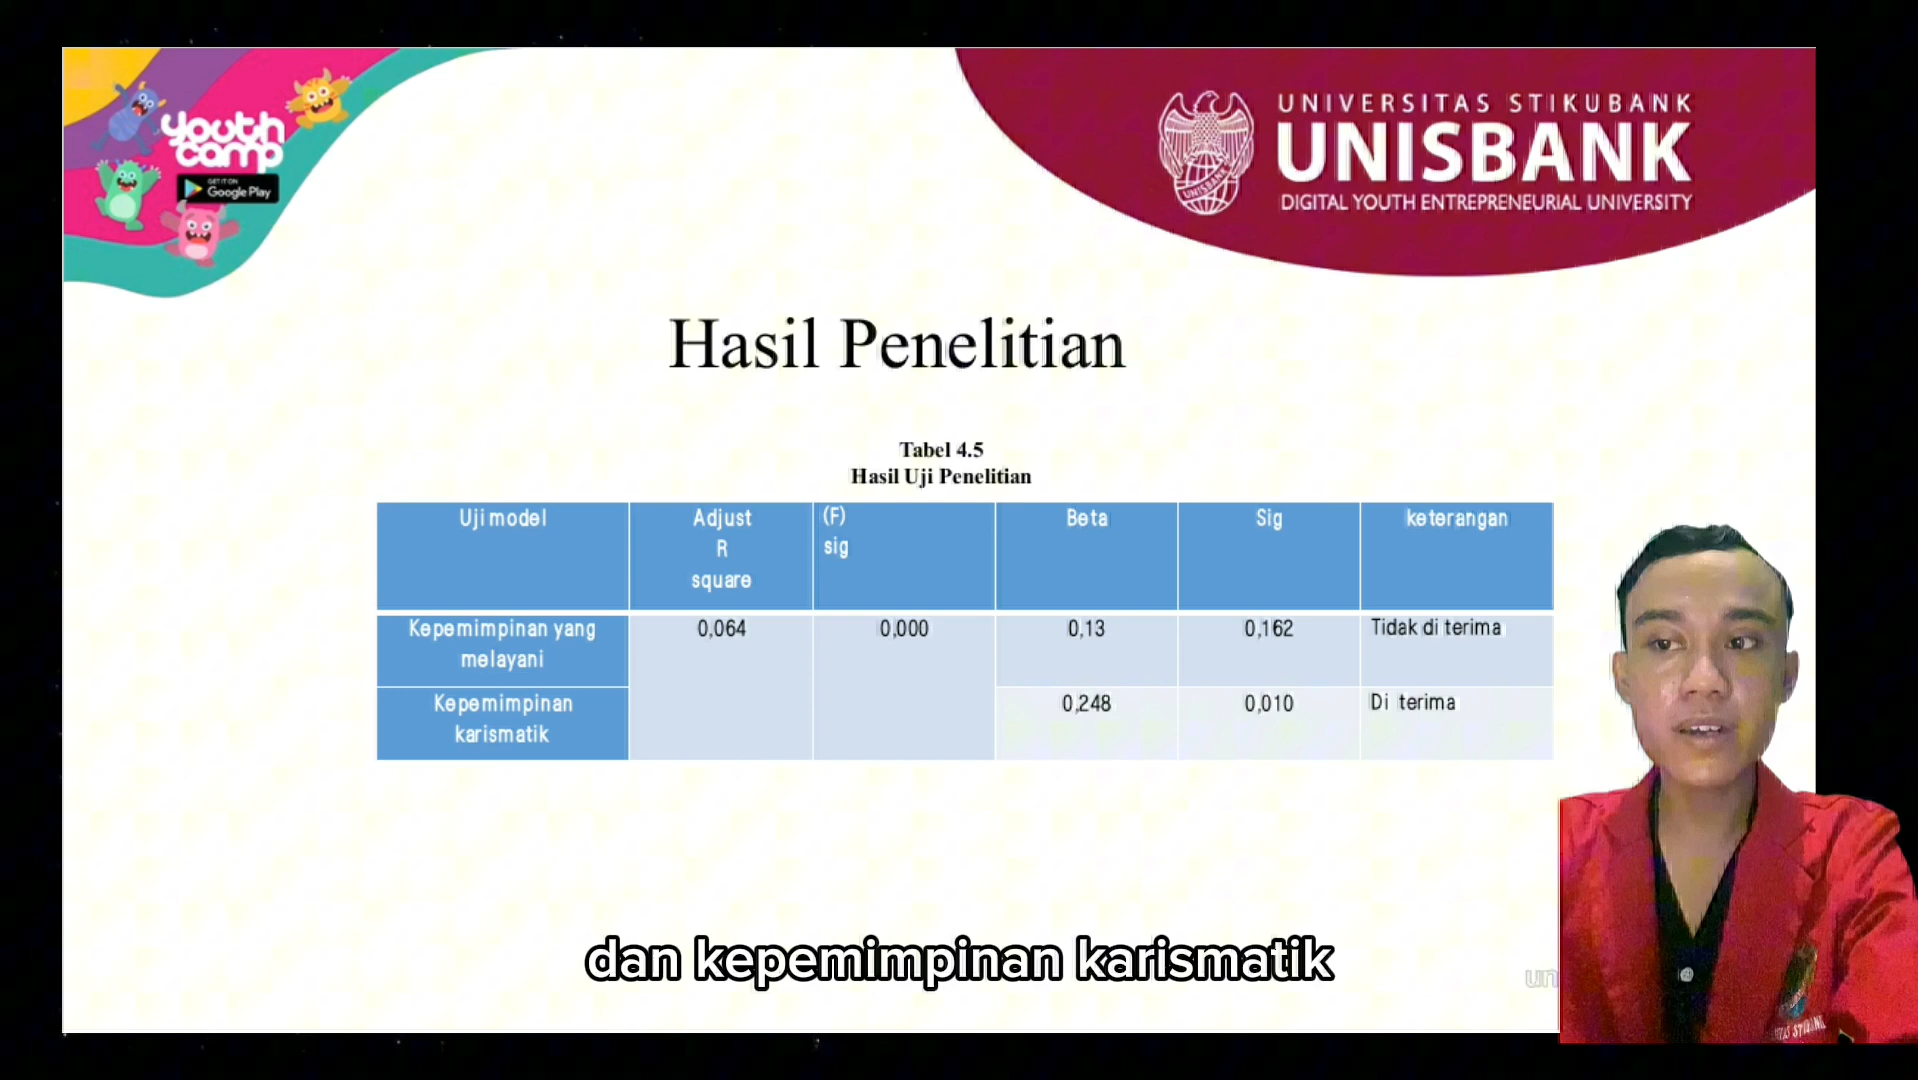 youth
camp
GET IT ON
Google Play
UNIVERSITAS STIKUBANK
UNISBANK
DIGITAL YOUTH ENTREPRENEURIAL UNIVERSITY
UNISBANK
Hasil Penelitian
Tabel 4.5
Hasil Uji Penelitian
Uji model
Adjust
R
square
(F)
sig
Beta
Sig
keterangan
Kepemimpinan yang
melayani
0,064
0,000
0,13
0,162
Tidak di terima
Kepemimpinan
karismatik
0,248
0,010
Di terima
dan kepemimpinan karismatik